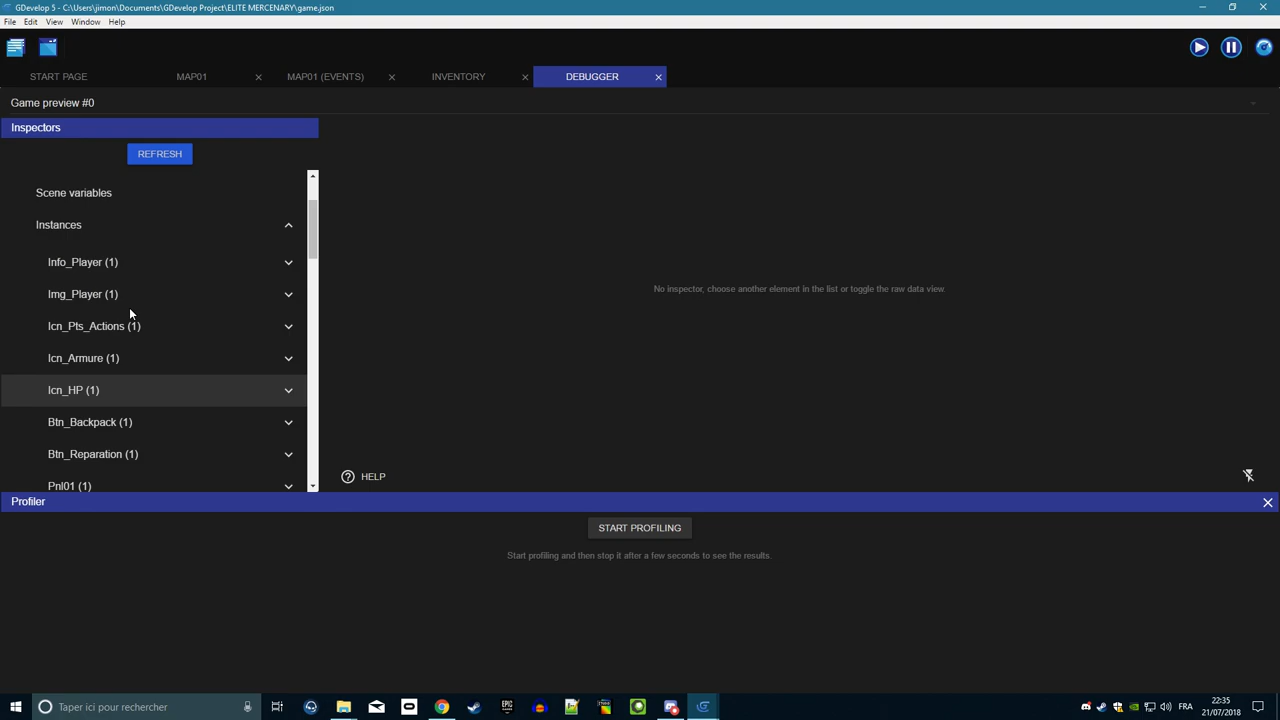 GDevelop 5 - C:\Users\jimon\Documents\GDevelop Project\ELITE MERCENARY\game.json
File Edit View Window Help
START PAGE MAP01 MAP01 (EVENTS) INVENTORY DEBUGGER
Game preview #0
Inspectors
REFRESH
Scene variables
Instances
Info_Player (1)
Img_Player (1)
Icn_Pts_Actions (1)
Icn_Armure (1)
Icn_HP (1)
Btn_Backpack (1)
Btn_Reparation (1)
Pnl01 (1)
No inspector, choose another element in the list or toggle the raw data view.
HELP
Profiler
START PROFILING
Start profiling and then stop it after a few seconds to see the results.
Taper ici pour rechercher
FRA
22:35
21/07/2018